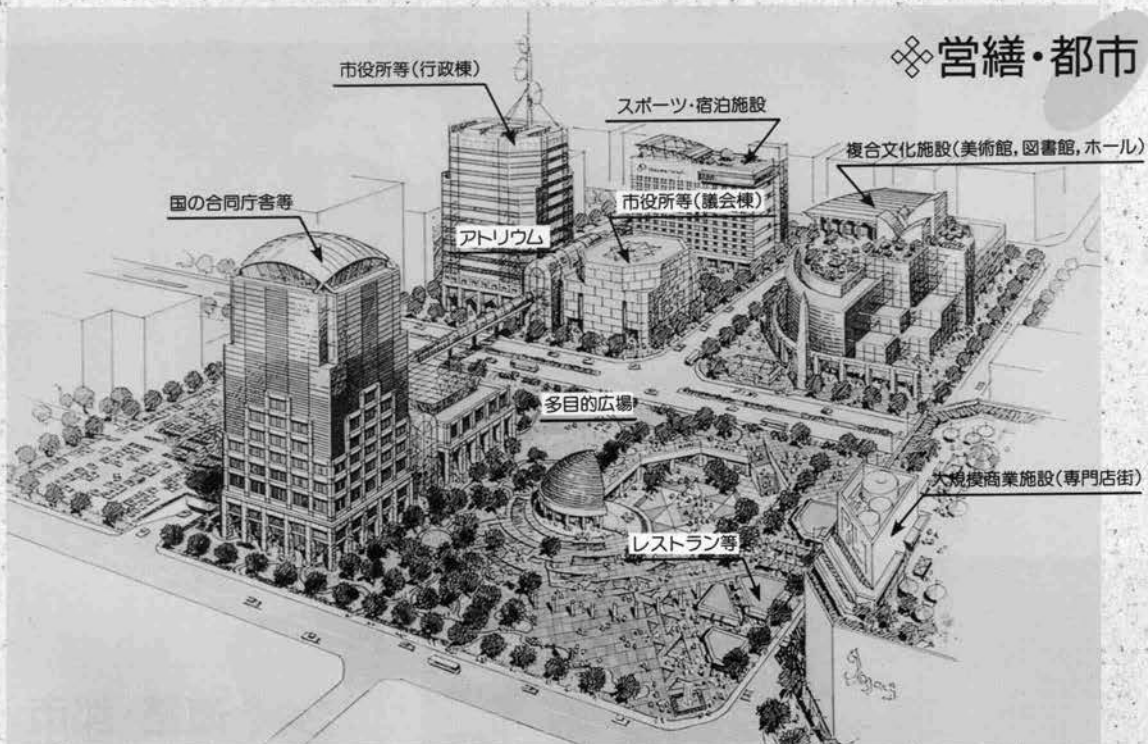 営繕・都市
市役所等(行政棟)
スポーツ・宿泊施設
複合文化施設(美術館,図書館,ホール)
国の合同庁舎等
市役所等(議会棟)
アトリウム
多目的広場
大規模商業施設(専門店街)
レストラン等